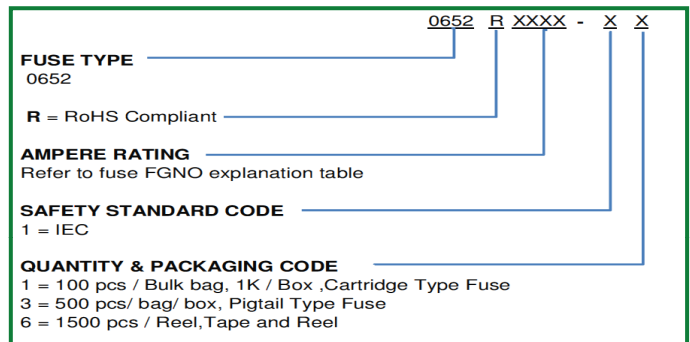 0652 R XXXX - X X
FUSE TYPE
0652
R = RoHS Compliant
AMPERE RATING
Refer to fuse FGNO explanation table
SAFETY STANDARD CODE
1 = IEC
QUANTITY & PACKAGING CODE
1 = 100 pcs / Bulk bag, 1K / Box ,Cartridge Type Fuse
3 = 500 pcs/ bag/ box, Pigtail Type Fuse
6 = 1500 pcs / Reel,Tape and Reel